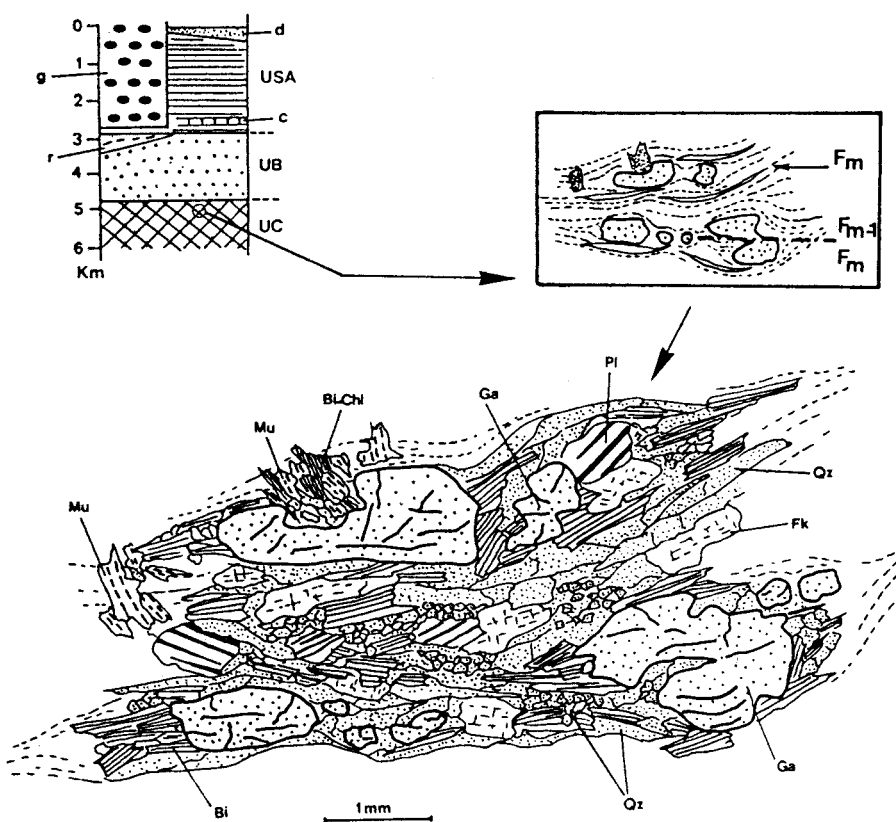 0
1
2
3
4
5
6
Km
g
r
d
USA
c
UB
UC
Fm
Fm-1
Fm
Pl
Ga
Bi-Chl
Mu
Mu
Qz
Fk
Ga
Qz
Bi
1mm